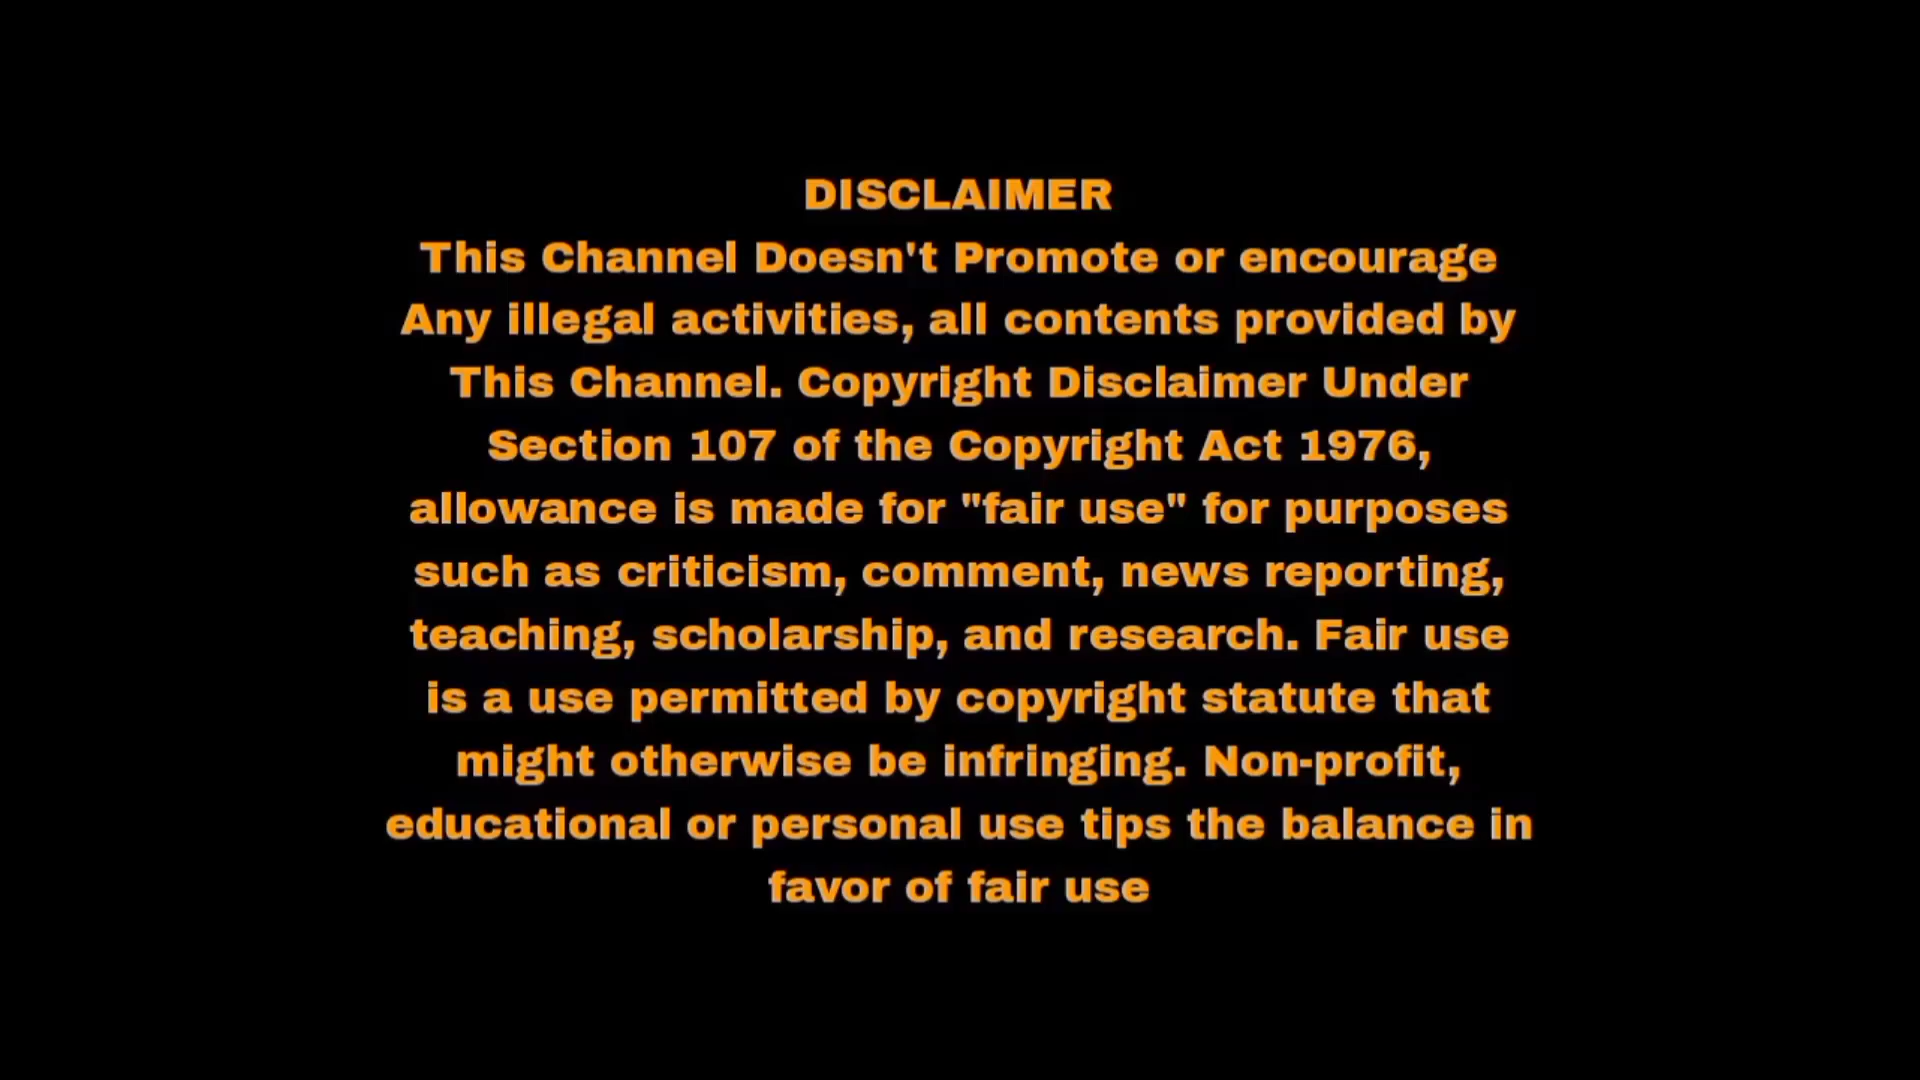 DISCLAIMER
This Channel Doesn't Promote or encourage
Any illegal activities, all contents provided by
This Channel. Copyright Disclaimer Under
Section 107 of the Copyright Act 1976,
allowance is made for "fair use" for purposes
such as criticism, comment, news reporting,
teaching, scholarship, and research. Fair use
is a use permitted by copyright statute that
might otherwise be infringing. Non-profit,
educational or personal use tips the balance in
favor of fair use